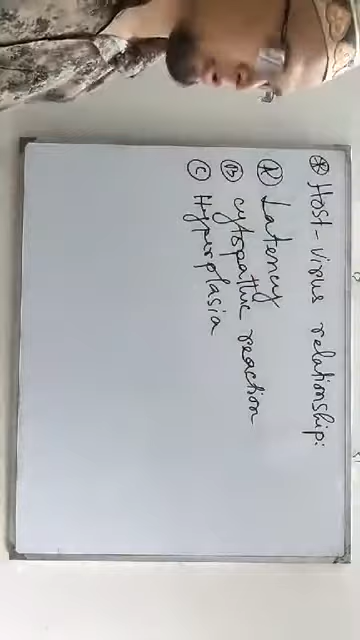 * Host-virus relationship:
A Latency
B cytopathic reaction
C Hyperplasia